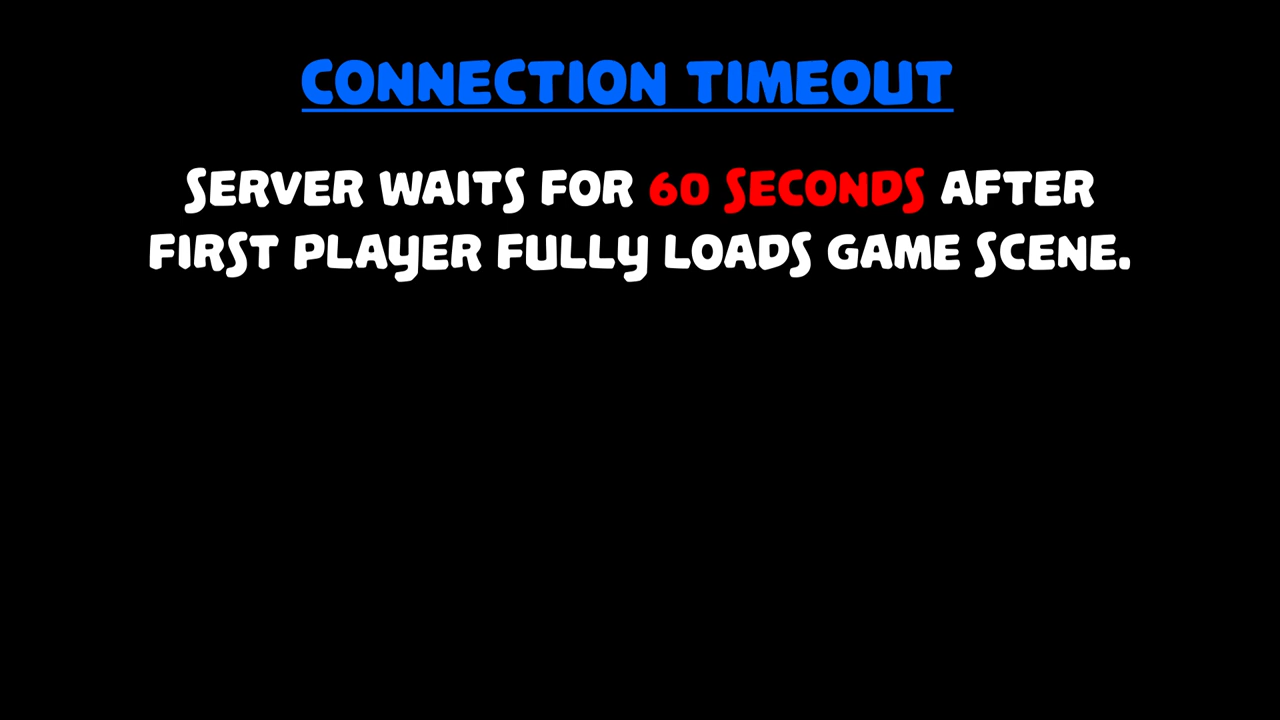 CONNECTION TIMEOUT
SERVER WAITS FOR 60 SECONDS AFTER
FIRST PLAYER FULLY LOADS GAME SCENE.